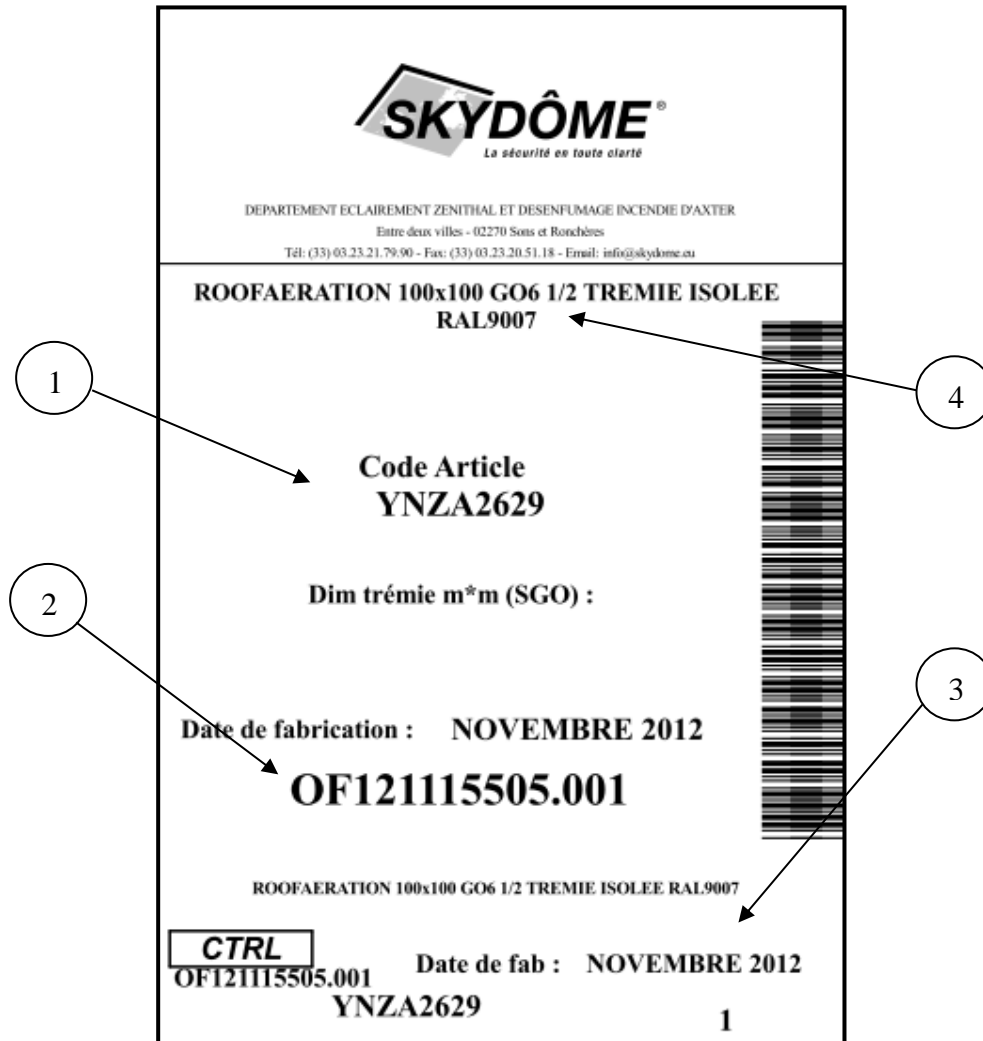 SKYDÔME®
La sécurité en toute clarté
DEPARTEMENT ECLAIREMENT ZENITHAL ET DESENFUMAGE INCENDIE D'AXTER
Entre deux villes - 02270 Sons et Ronchères
Tél: (33) 03.23.21.79.90 - Fax: (33) 03.23.20.51.18 - Email: info@skydome.eu
ROOFAERATION 100x100 GO6 1/2 TREMIE ISOLEE
RAL9007
1
4
Code Article
YNZA2629
2
Dim trémie m*m (SGO) :
3
Date de fabrication : NOVEMBRE 2012
OF121115505.001
ROOFAERATION 100x100 GO6 1/2 TREMIE ISOLEE RAL9007
CTRL
OF121115505.001
Date de fab : NOVEMBRE 2012
YNZA2629
1